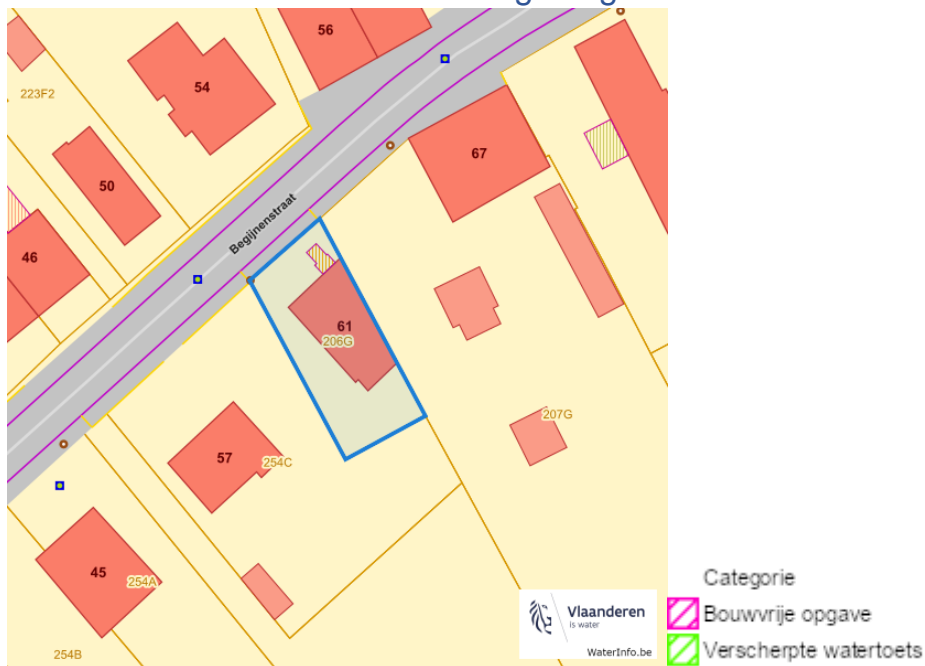 56
54
223F2
50
67
46
Begijnenstraat
61
206G
207G
57
254C
45
254A
254B
Vlaanderen
is water
WaterInfo.be
Categorie
Bouwvrije opgave
Verscherpte watertoets